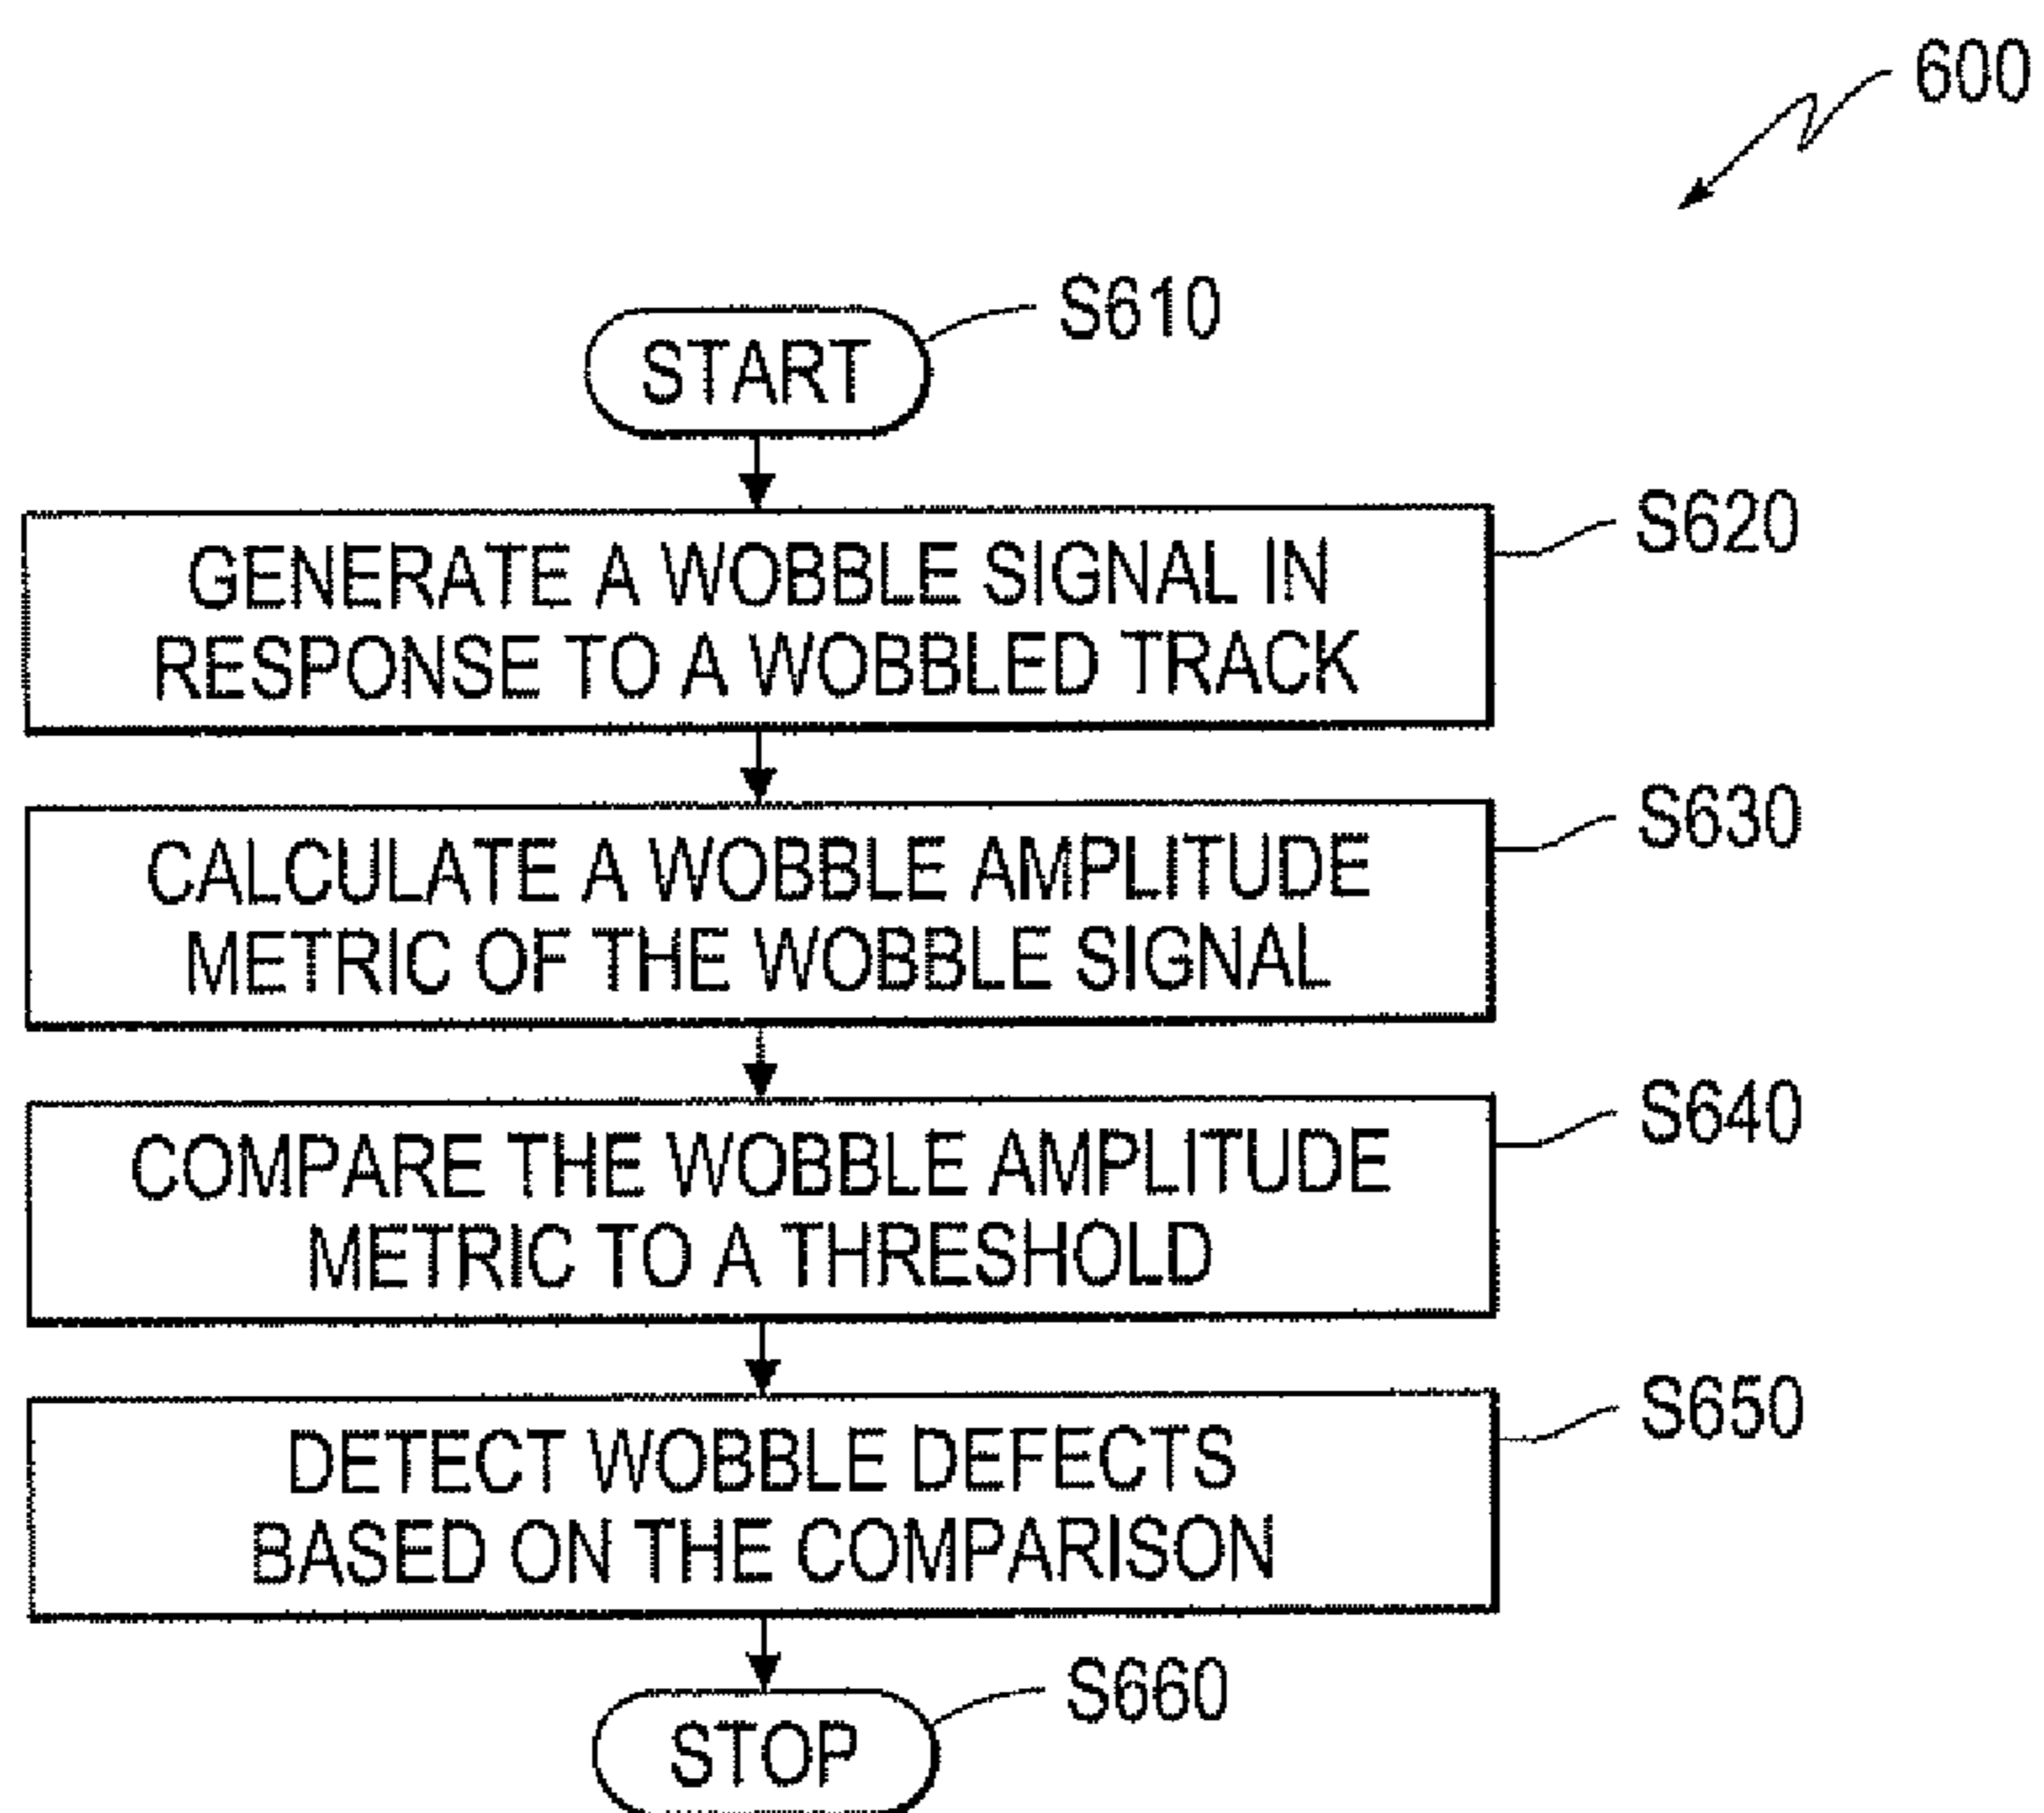 600
S610
START
S620
GENERATE A WOBBLE SIGNAL IN
RESPONSE TO A WOBBLED TRACK
S630
CALCULATE A WOBBLE AMPLITUDE
METRIC OF THE WOBBLE SIGNAL
S640
COMPARE THE WOBBLE AMPLITUDE
METRIC TO A THRESHOLD
S650
DETECT WOBBLE DEFECTS
BASED ON THE COMPARISON
S660
STOP